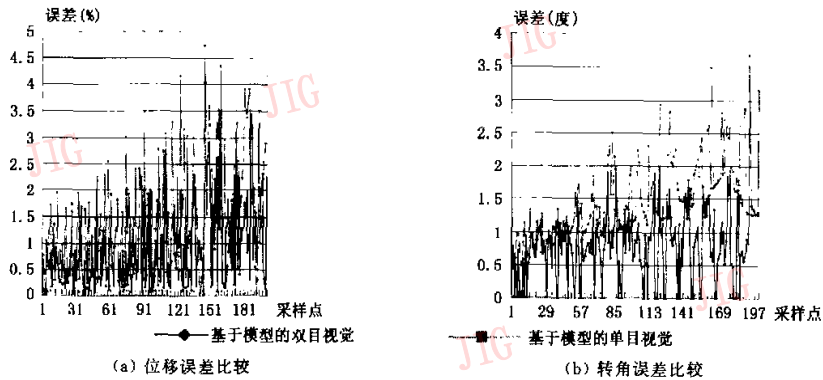 误差(%)
5
4.5
4
3.5
3
2.5
2
1.5
1
0.5
0
1 31 61 91 121 151 181 采样点
误差(度)
4
3.5
3
2.5
2
1.5
1
0.5
0
1 29 57 85 113 141 169 197 采样点
基于模型的双目视觉
基于模型的单目视觉
(a) 位移误差比较
(b) 转角误差比较
JIG
JIG
JIG
JIG
JIG